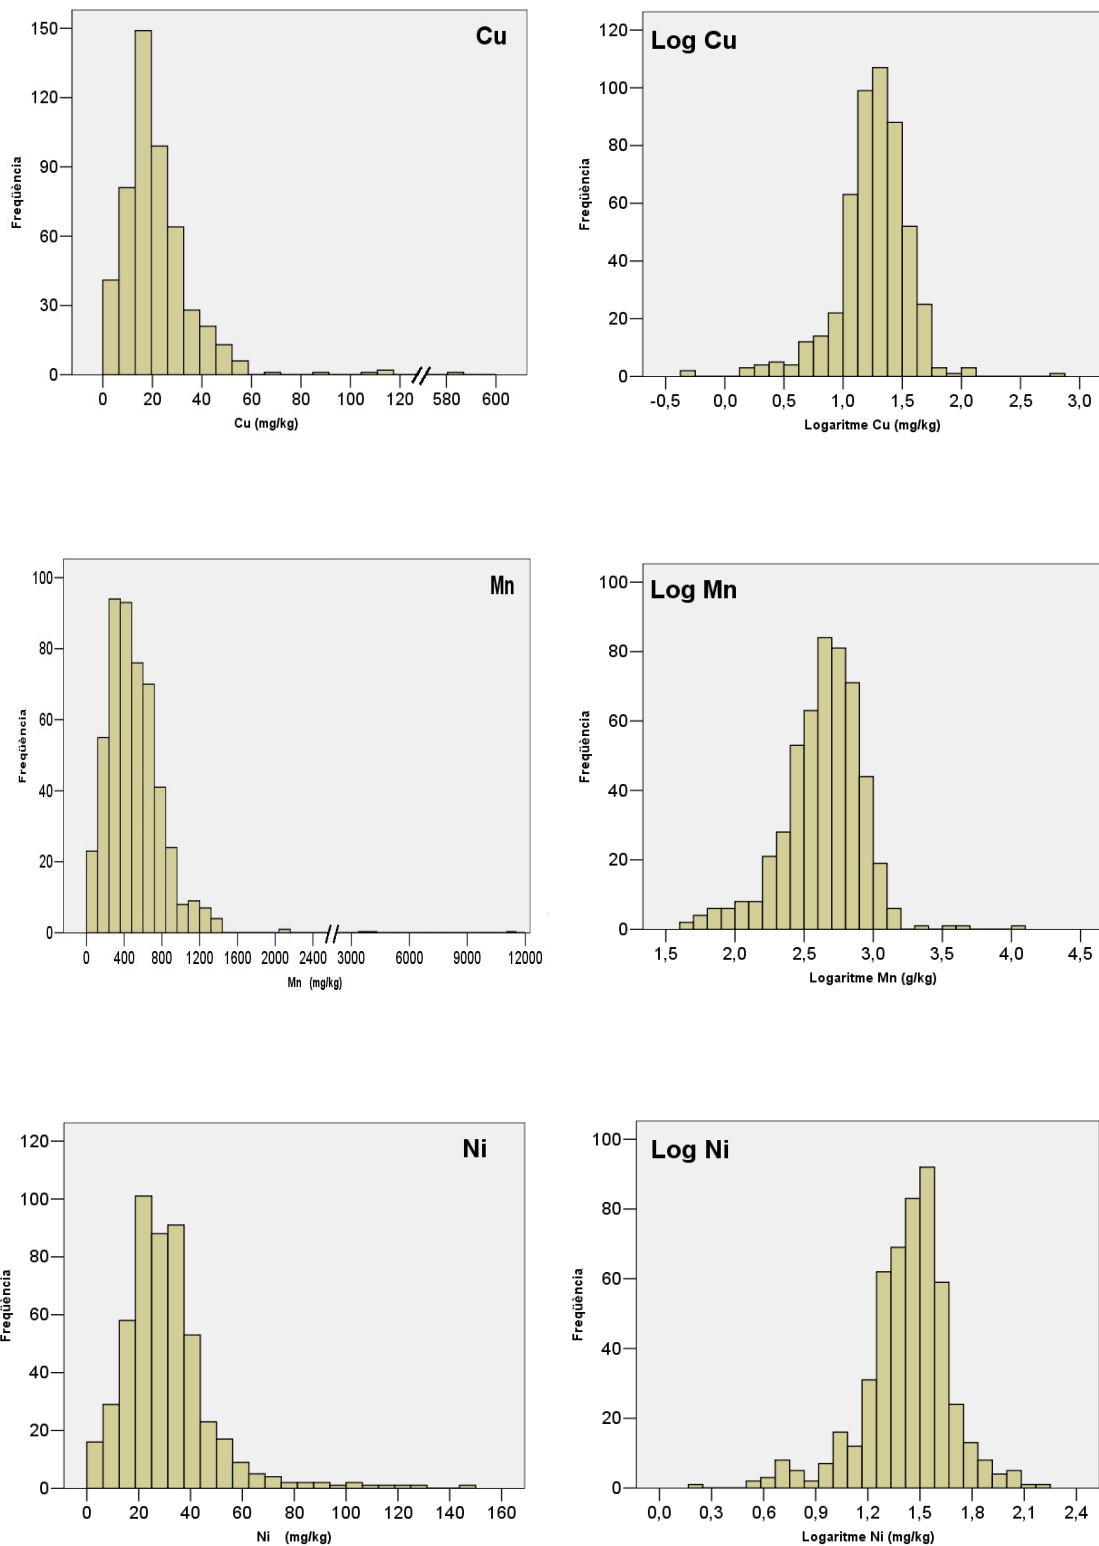 Cu
150
120
90
60
30
0
0 20 40 60 80 100 120 580 600
Freqüència
Cu (mg/kg)
Log Cu
120
100
80
60
40
20
0
-0,5 0,0 0,5 1,0 1,5 2,0 2,5 3,0
Freqüència
Logaritme Cu (mg/kg)
Mn
100
80
60
40
20
0
0 400 800 1200 1600 2000 2400 3000 6000 9000 12000
Freqüència
Mn (mg/kg)
Log Mn
100
80
60
40
20
0
1,5 2,0 2,5 3,0 3,5 4,0 4,5
Freqüència
Logaritme Mn (g/kg)
Ni
120
100
80
60
40
20
0
0 20 40 60 80 100 120 140 160
Freqüència
Ni (mg/kg)
Log Ni
100
80
60
40
20
0
0,0 0,3 0,6 0,9 1,2 1,5 1,8 2,1 2,4
Freqüència
Logaritme Ni (mg/kg)